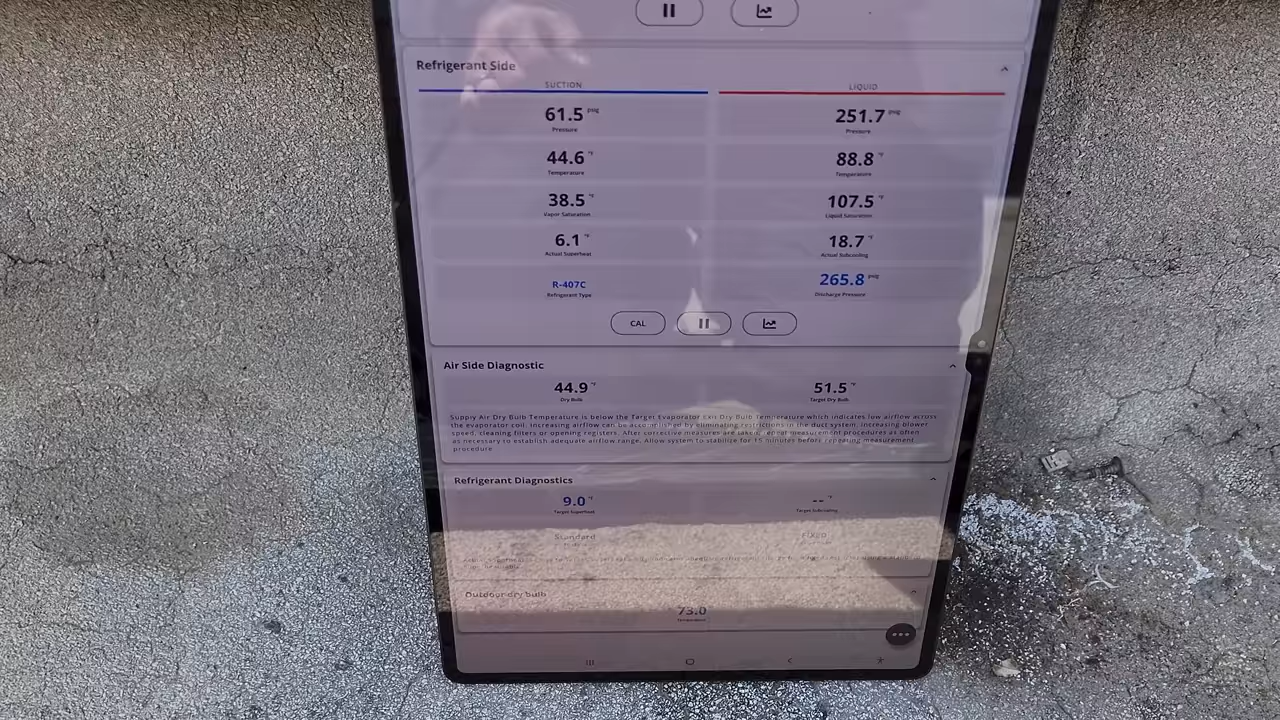 Refrigerant Side
SUCTION LIQUID
61.5 psig 251.7 psig
Pressure Pressure
44.6 °F 88.8 °F
Temperature Temperature
38.5 °F 107.5 °F
Vapor Saturation Liquid Saturation
6.1 °F 18.7 °F
Actual Superheat Actual Subcooling
R-407C 265.8 psig
Refrigerant Type Discharge Pressure
CAL
Air Side Diagnostic
44.9 °F 51.5 °F
Dry Bulb Target Dry Bulb
Supply Air Dry Bulb Temperature is below the Target Evaporator Exit Dry Bulb Temperature which indicates low airflow across
the evaporator coil. Increasing airflow can be accomplished by eliminating restrictions in the duct system, increasing blower
speed, cleaning filters or opening registers. After corrective measures are taken, repeat measurement procedures as often
as necessary to establish adequate airflow range. Allow system to stabilize for 15 minutes before repeating measurement
procedure
Refrigerant Diagnostics
9.0 °F -- °F
Target Superheat Target Subcooling
Standard Fixed
Outdoor dry bulb
73.0
Temperature